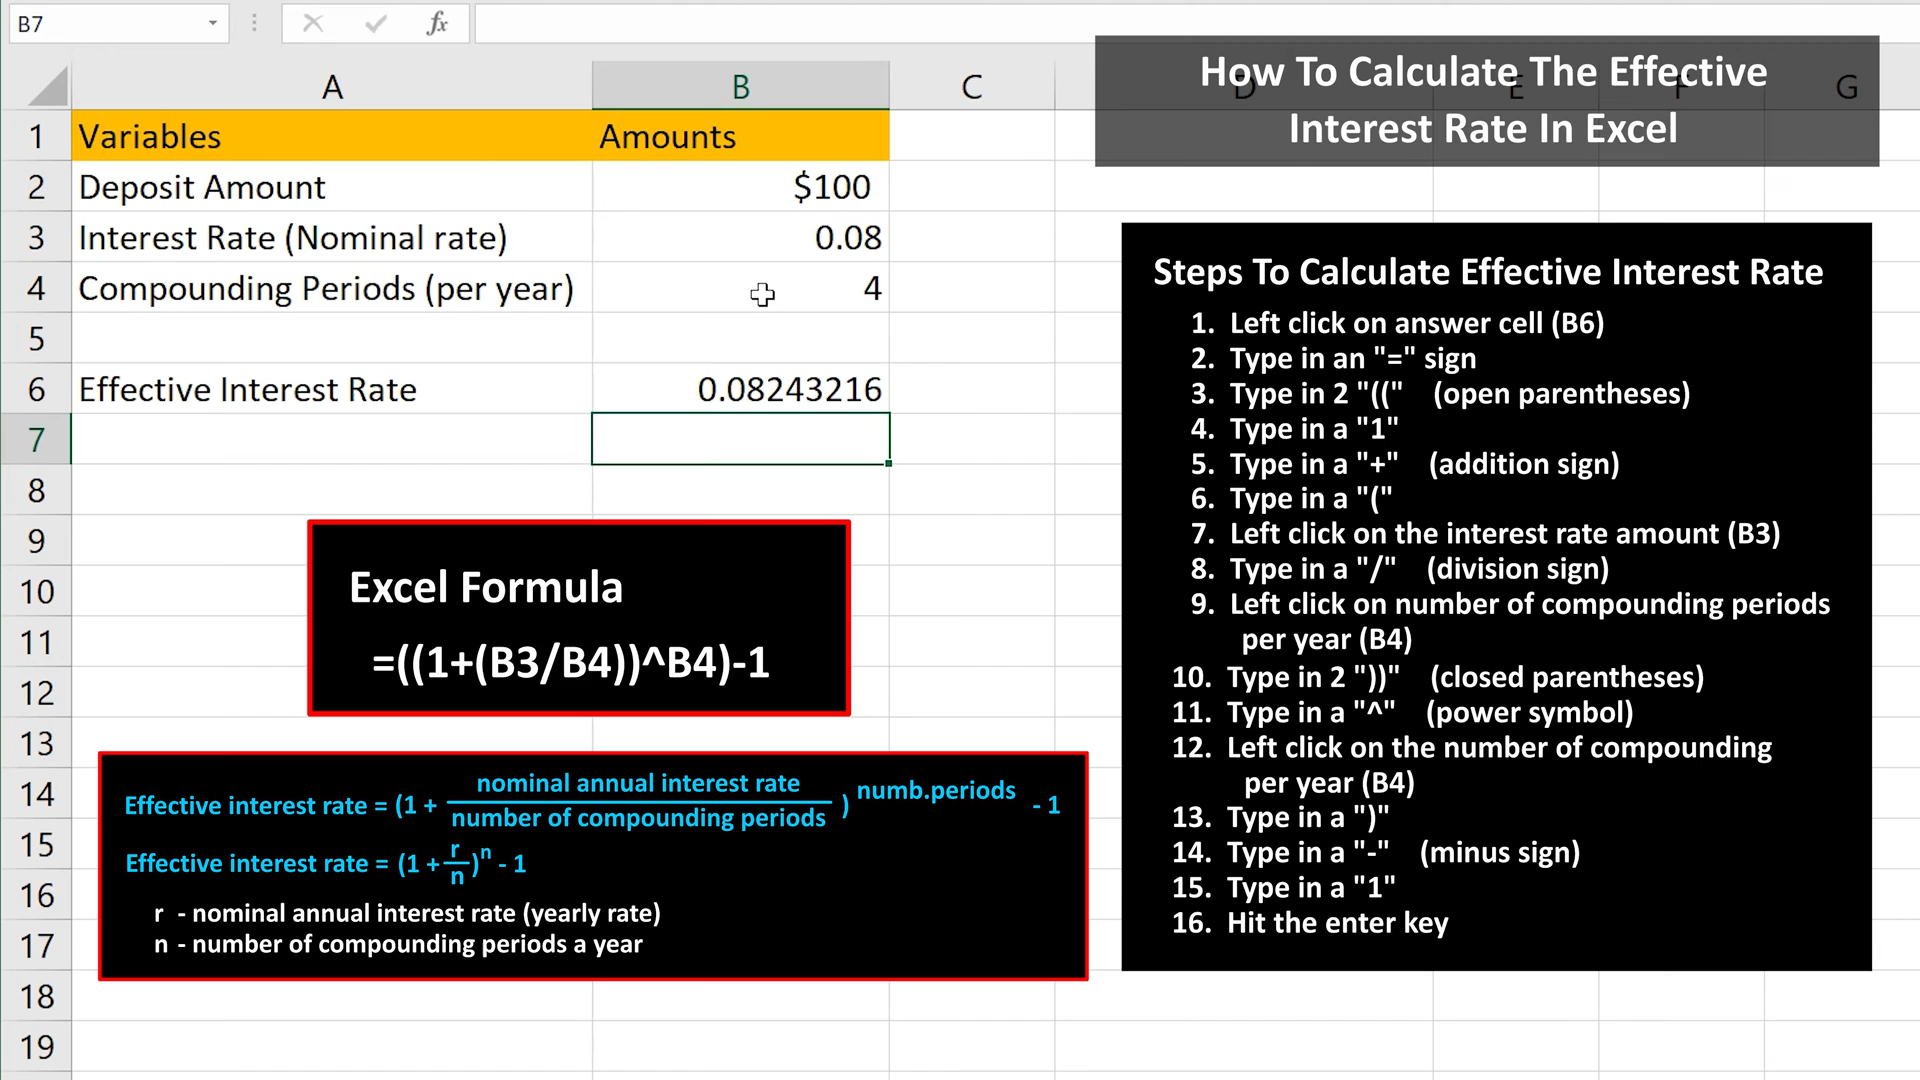 B7
fx
A B C D E F G
How To Calculate The Effective
Interest Rate In Excel
1 Variables Amounts
2 Deposit Amount $100
3 Interest Rate (Nominal rate) 0.08
4 Compounding Periods (per year) 4
5
6 Effective Interest Rate 0.08243216
7
8
9
10
11
12
13
14
15
16
17
18
19
Excel Formula
=((1+(B3/B4))^B4)-1
Effective interest rate = (1 + nominal annual interest rate / number of compounding periods ) numb.periods - 1
Effective interest rate = (1 + r/n)^n - 1
r - nominal annual interest rate (yearly rate)
n - number of compounding periods a year
Steps To Calculate Effective Interest Rate
1. Left click on answer cell (B6)
2. Type in an "=" sign
3. Type in 2 "((" (open parentheses)
4. Type in a "1"
5. Type in a "+" (addition sign)
6. Type in a "("
7. Left click on the interest rate amount (B3)
8. Type in a "/" (division sign)
9. Left click on number of compounding periods
per year (B4)
10. Type in 2 "))" (closed parentheses)
11. Type in a "^" (power symbol)
12. Left click on the number of compounding
per year (B4)
13. Type in a ")"
14. Type in a "-" (minus sign)
15. Type in a "1"
16. Hit the enter key